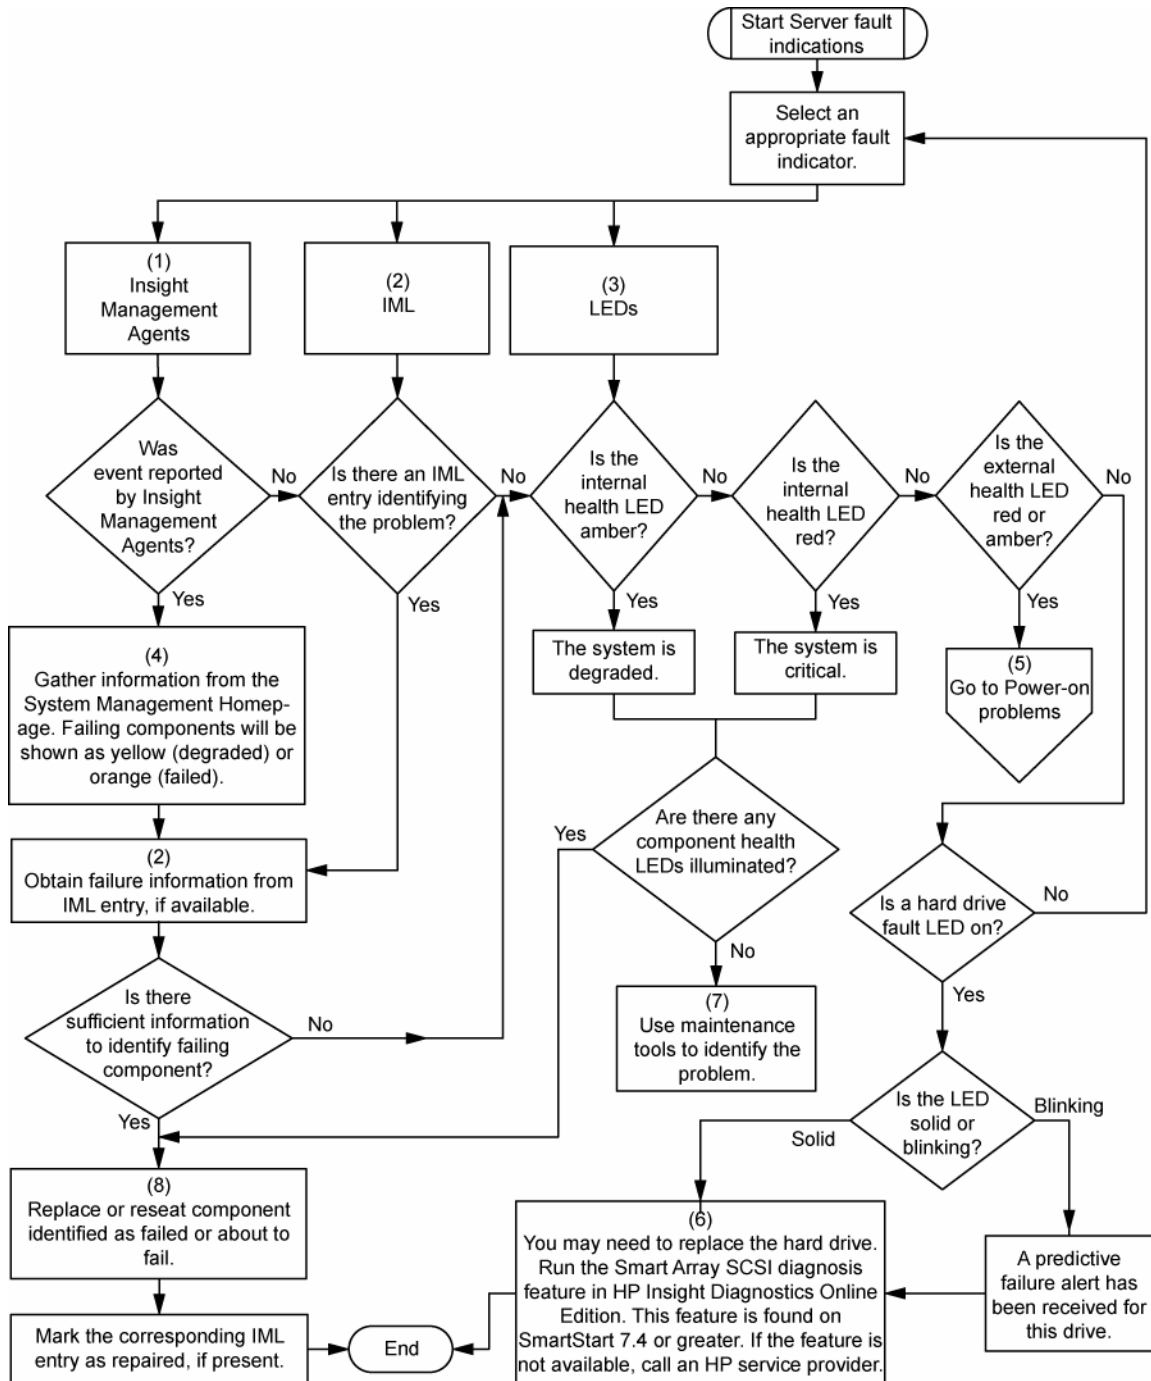 Start Server fault
indications
Select an
appropriate fault
indicator.
(1)
Insight
Management
Agents
(2)
IML
(3)
LEDs
Was
event reported
by Insight
Management
Agents?
No
Is there an IML
entry identifying
the problem?
No
Is the
internal
health LED
amber?
No
Is the
internal
health LED
red?
No
Is the
external
health LED
red or
amber?
No
Yes
Yes
Yes
Yes
Yes
(4)
Gather information from the
System Management Homep-
age. Failing components will be
shown as yellow (degraded) or
orange (failed).
The system is
degraded.
The system is
critical.
(5)
Go to Power-on
problems
Are there any
component health
LEDs illuminated?
Yes
No
(2)
Obtain failure information from
IML entry, if available.
Is a hard drive
fault LED on?
No
Yes
Is there
sufficient information
to identify failing
component?
No
Yes
(7)
Use maintenance
tools to identify the
problem.
Is the LED
solid or
blinking?
Solid
Blinking
(8)
Replace or reseat component
identified as failed or about to
fail.
(6)
You may need to replace the hard drive.
Run the Smart Array SCSI diagnosis
feature in HP Insight Diagnostics Online
Edition. This feature is found on
SmartStart 7.4 or greater. If the feature is
not available, call an HP service provider.
A predictive
failure alert has
been received for
this drive.
Mark the corresponding IML
entry as repaired, if present.
End